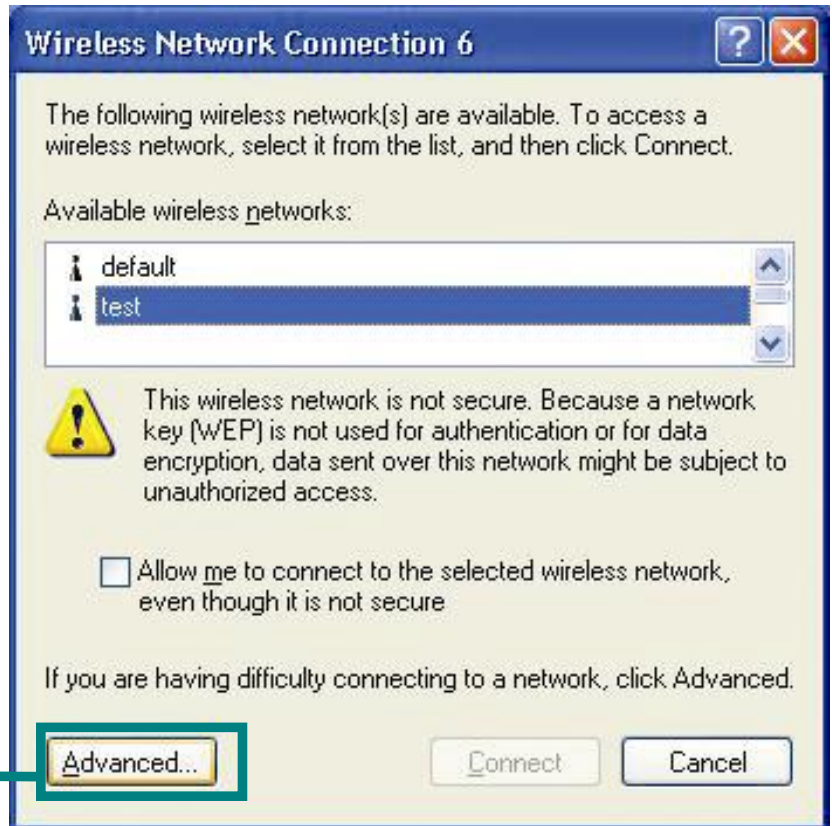 Wireless Network Connection 6
The following wireless network(s) are available. To access a
wireless network, select it from the list, and then click Connect.
Available wireless networks:
default
test
This wireless network is not secure. Because a network
key (WEP) is not used for authentication or for data
encryption, data sent over this network might be subject to
unauthorized access.
Allow me to connect to the selected wireless network,
even though it is not secure
If you are having difficulty connecting to a network, click Advanced.
Advanced... Connect Cancel